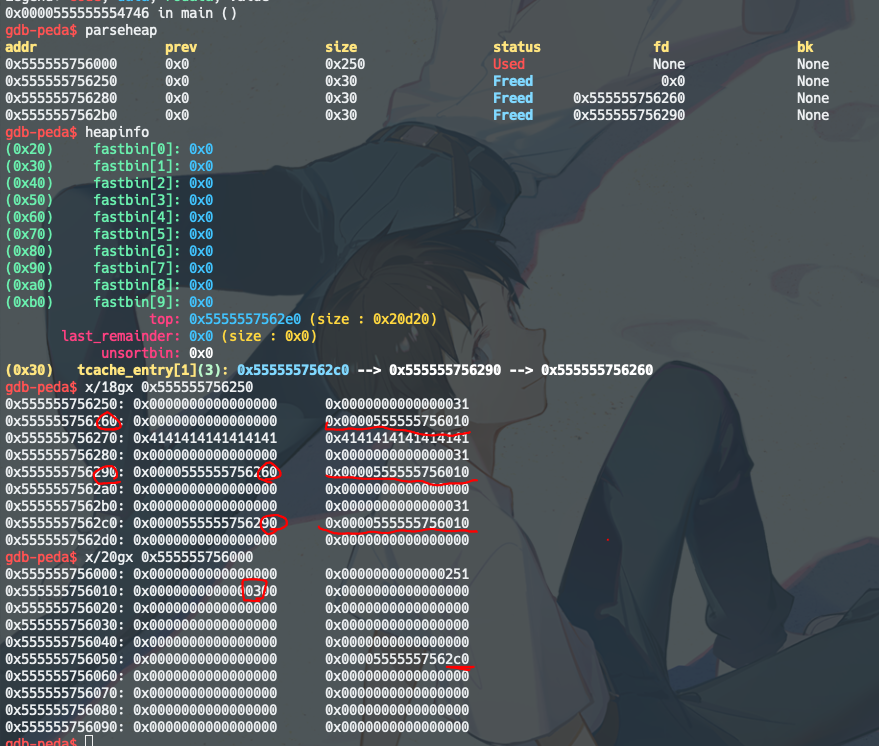 0x0000555555554746 in main ()
gdb-peda$ parseheap
addr prev size status fd bk
0x555555756000 0x0 0x250 Used None None
0x555555756250 0x0 0x30 Freed 0x0 None
0x555555756280 0x0 0x30 Freed 0x555555756260 None
0x5555557562b0 0x0 0x30 Freed 0x555555756290 None
gdb-peda$ heapinfo
(0x20) fastbin[0]: 0x0
(0x30) fastbin[1]: 0x0
(0x40) fastbin[2]: 0x0
(0x50) fastbin[3]: 0x0
(0x60) fastbin[4]: 0x0
(0x70) fastbin[5]: 0x0
(0x80) fastbin[6]: 0x0
(0x90) fastbin[7]: 0x0
(0xa0) fastbin[8]: 0x0
(0xb0) fastbin[9]: 0x0
top: 0x5555557562e0 (size : 0x20d20)
last_remainder: 0x0 (size : 0x0)
unsortbin: 0x0
(0x30) tcache_entry[1](3): 0x5555557562c0 --> 0x555555756290 --> 0x555555756260
gdb-peda$ x/18gx 0x555555756250
0x555555756250: 0x0000000000000000 0x0000000000000031
0x555555756260: 0x0000000000000000 0x0000555555756010
0x555555756270: 0x4141414141414141 0x4141414141414141
0x555555756280: 0x0000000000000000 0x0000000000000031
0x555555756290: 0x0000555555756260 0x0000555555756010
0x5555557562a0: 0x0000000000000000 0x0000000000000000
0x5555557562b0: 0x0000000000000000 0x0000000000000031
0x5555557562c0: 0x0000555555756290 0x0000555555756010
0x5555557562d0: 0x0000000000000000 0x0000000000000000
gdb-peda$ x/20gx 0x555555756000
0x555555756000: 0x0000000000000000 0x0000000000000251
0x555555756010: 0x0000000000000300 0x0000000000000000
0x555555756020: 0x0000000000000000 0x0000000000000000
0x555555756030: 0x0000000000000000 0x0000000000000000
0x555555756040: 0x0000000000000000 0x0000000000000000
0x555555756050: 0x0000000000000000 0x00005555557562c0
0x555555756060: 0x0000000000000000 0x0000000000000000
0x555555756070: 0x0000000000000000 0x0000000000000000
0x555555756080: 0x0000000000000000 0x0000000000000000
0x555555756090: 0x0000000000000000 0x0000000000000000
gdb-peda$